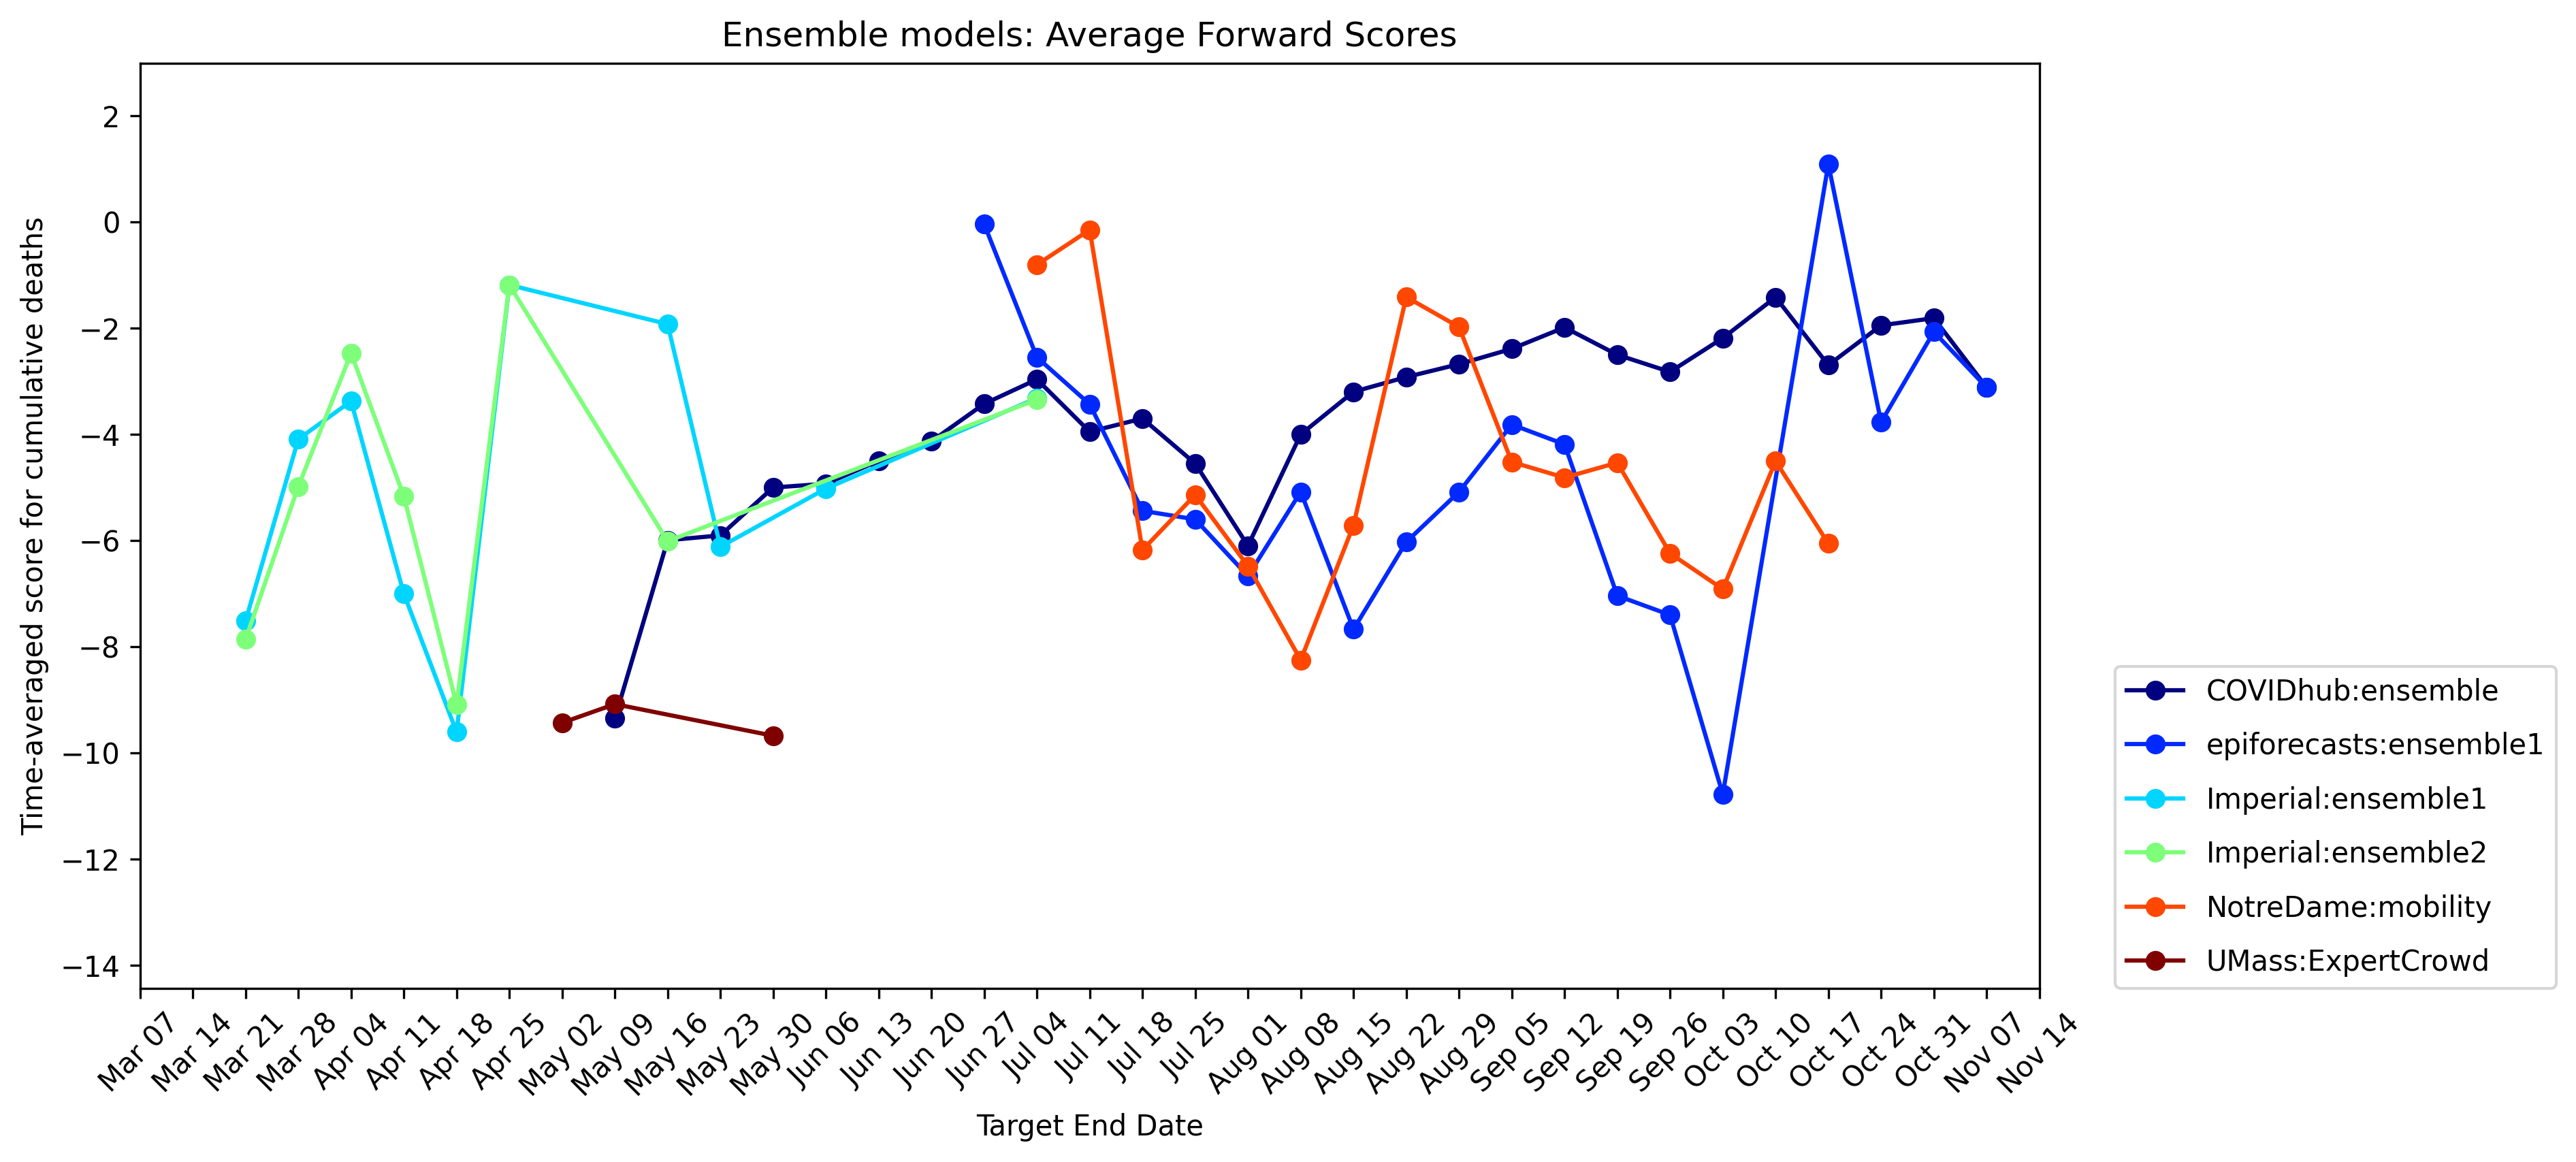 Ensemble models: Average Forward Scores
Time-averaged score for cumulative deaths
2
0
−2
−4
−6
−8
−10
−12
−14
Mar 07
Mar 14
Mar 21
Mar 28
Apr 04
Apr 11
Apr 18
Apr 25
May 02
May 09
May 16
May 23
May 30
Jun 06
Jun 13
Jun 20
Jun 27
Jul 04
Jul 11
Jul 18
Jul 25
Aug 01
Aug 08
Aug 15
Aug 22
Aug 29
Sep 05
Sep 12
Sep 19
Sep 26
Oct 03
Oct 10
Oct 17
Oct 24
Oct 31
Nov 07
Nov 14
Target End Date
COVIDhub:ensemble
epiforecasts:ensemble1
Imperial:ensemble1
Imperial:ensemble2
NotreDame:mobility
UMass:ExpertCrowd